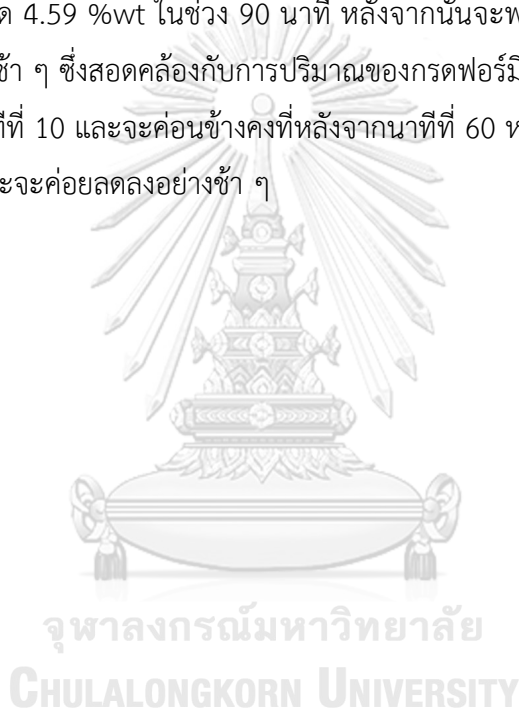 4.59 %wt ในช่วง 90 นาที หลังจากนั้นจะ
ช้า ๆ ซึ่งสอดคล้องกับการปริมาณของกรดฟอร์มิ
ที่ 10 และจะค่อนข้างคงที่หลังจากนาทีที่ 60
จะค่อยลดลงอย่างช้า ๆ
จุฬาลงกรณ์มหาวิทยาลัย
CHULALONGKORN UNIVERSITY